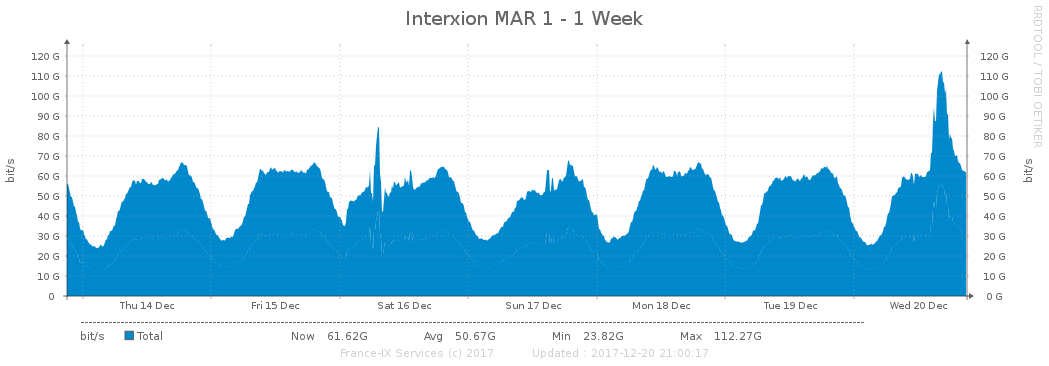 Interxion MAR 1 - 1 Week
RRDTOOL / TOBI OETIKER
bit/s
120 G 120 G
110 G 110 G
100 G 100 G
90 G 90 G
80 G 80 G
70 G 70 G
60 G 60 G
50 G 50 G
40 G 40 G
30 G 30 G
20 G 20 G
10 G 10 G
0 0 G
bit/s
Thu 14 Dec Fri 15 Dec Sat 16 Dec Sun 17 Dec Mon 18 Dec Tue 19 Dec Wed 20 Dec
bit/s Total Now 61.62G Avg 50.67G Min 23.82G Max 112.27G
France-IX Services (c) 2017 Updated : 2017-12-20 21:00:17